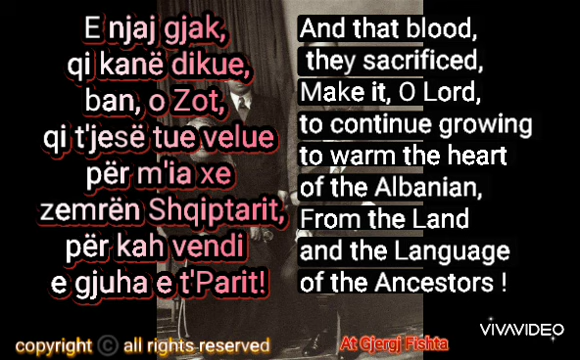 E njaj gjak,
qi kanë dikue,
ban, o Zot,
qi t'jesë tue velue
për m'ia xe
zemrën Shqiptarit,
për kah vendi
e gjuha e t'Parit!
And that blood,
they sacrificed,
Make it, O Lord,
to continue growing
to warm the heart
of the Albanian,
From the Land
and the Language
of the Ancestors !
copyright © all rights reserved
At Gjergj Fishta
VIVAVIDEO